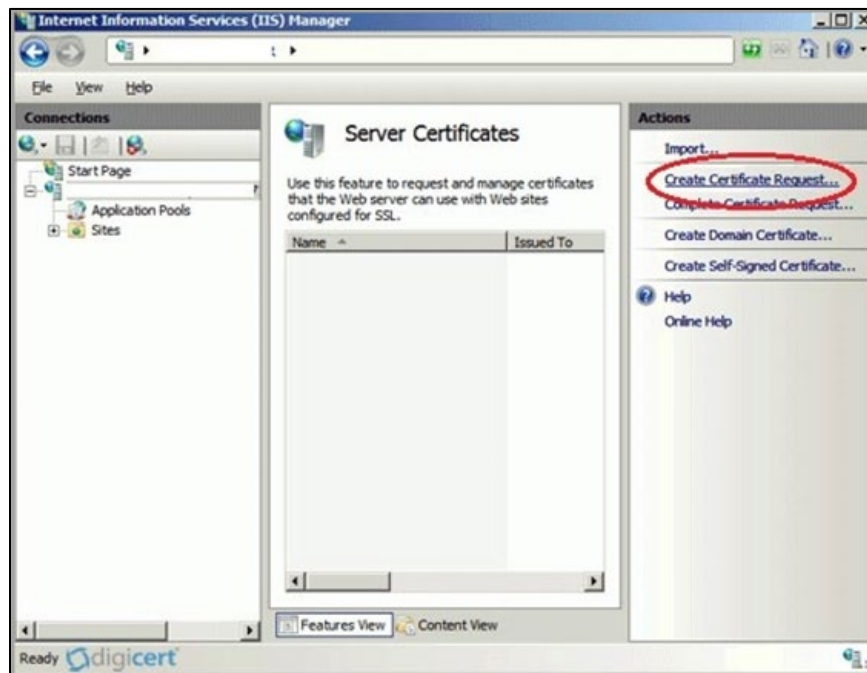 Internet Information Services (IIS) Manager
File View Help
Connections
Start Page
Application Pools
Sites
Server Certificates
Use this feature to request and manage certificates
that the Web server can use with Web sites
configured for SSL.
Name Issued To
Features View Content View
Actions
Import...
Create Certificate Request...
Complete Certificate Request...
Create Domain Certificate...
Create Self-Signed Certificate...
Help
Online Help
Ready digicert